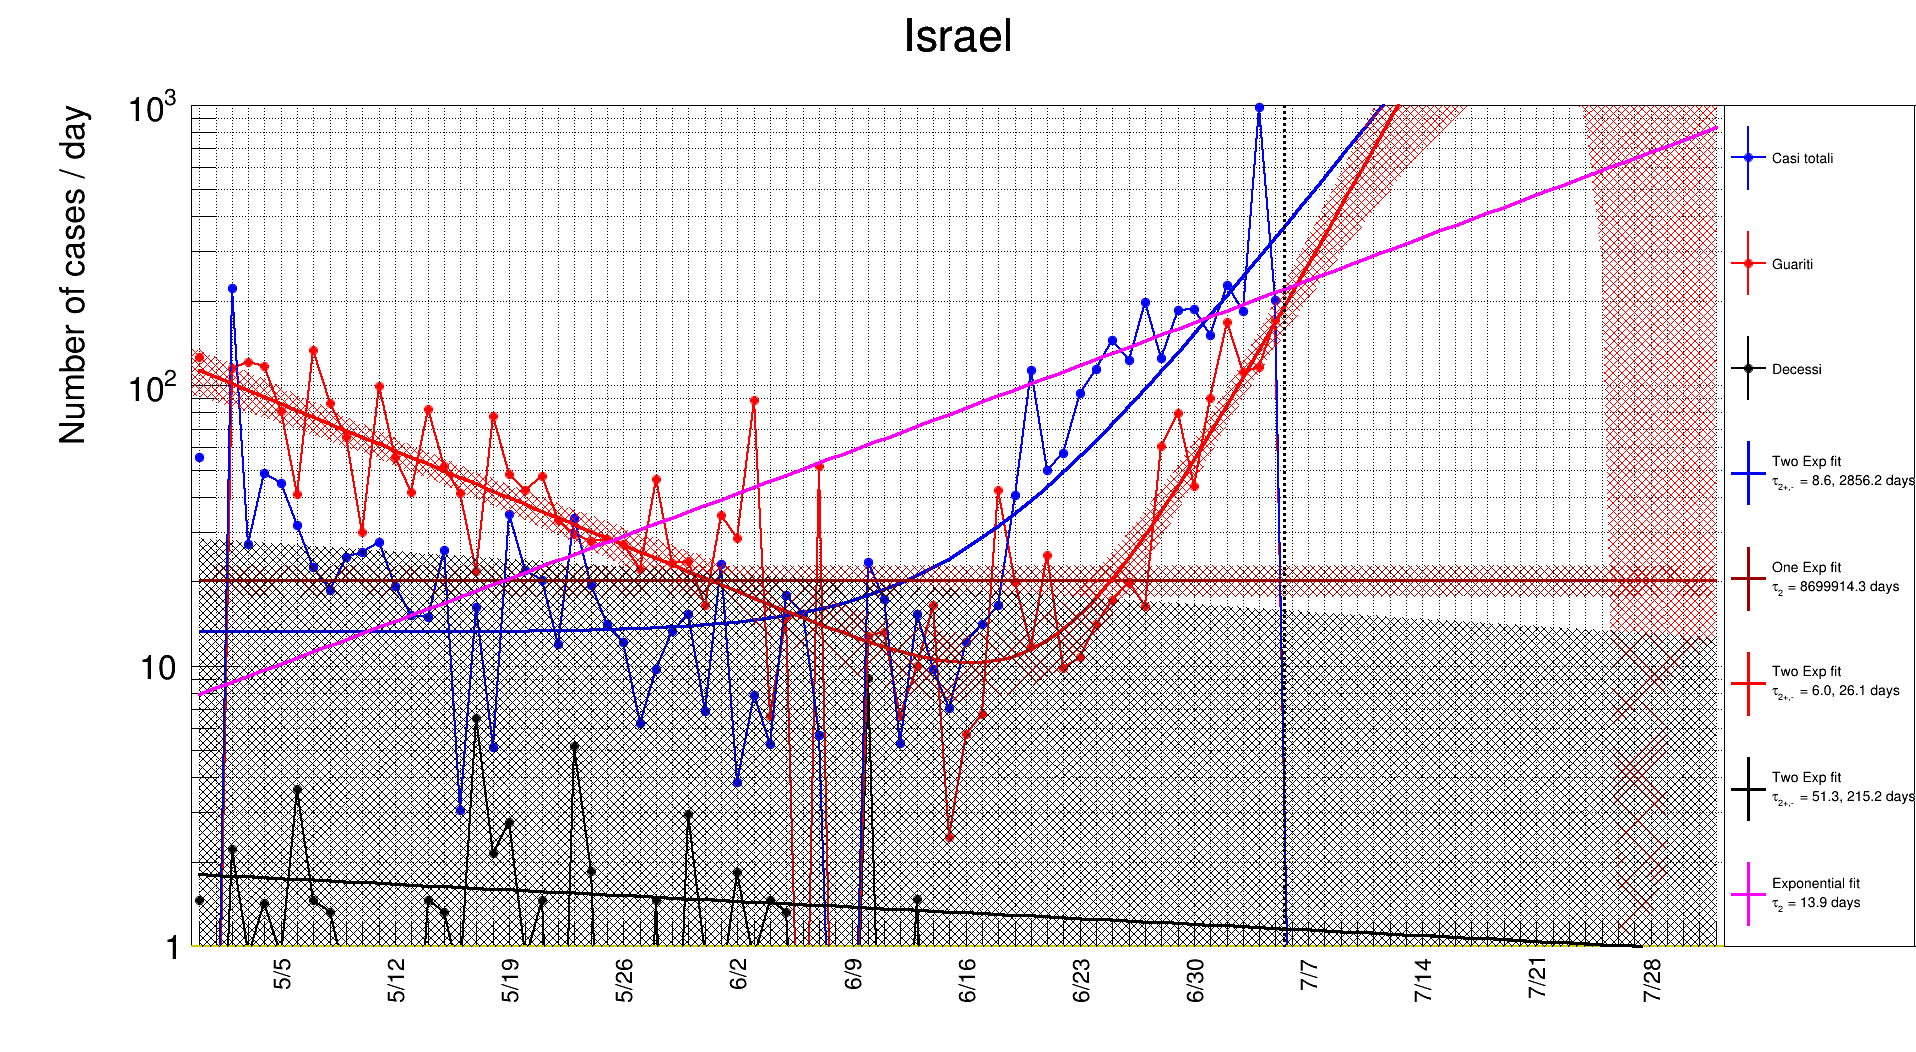 Israel
Number of cases / day
10³
10²
10
1
5/5
5/12
5/19
5/26
6/2
6/9
6/16
6/23
6/30
7/7
7/14
7/21
7/28
Casi totali
Guariti
Decessi
Two Exp fit
τ₂₊,₋ = 8.6, 2856.2 days
One Exp fit
τ₂ = 8699914.3 days
Two Exp fit
τ₂₊,₋ = 6.0, 26.1 days
Two Exp fit
τ₂₊,₋ = 51.3, 215.2 days
Exponential fit
τ₂ = 13.9 days